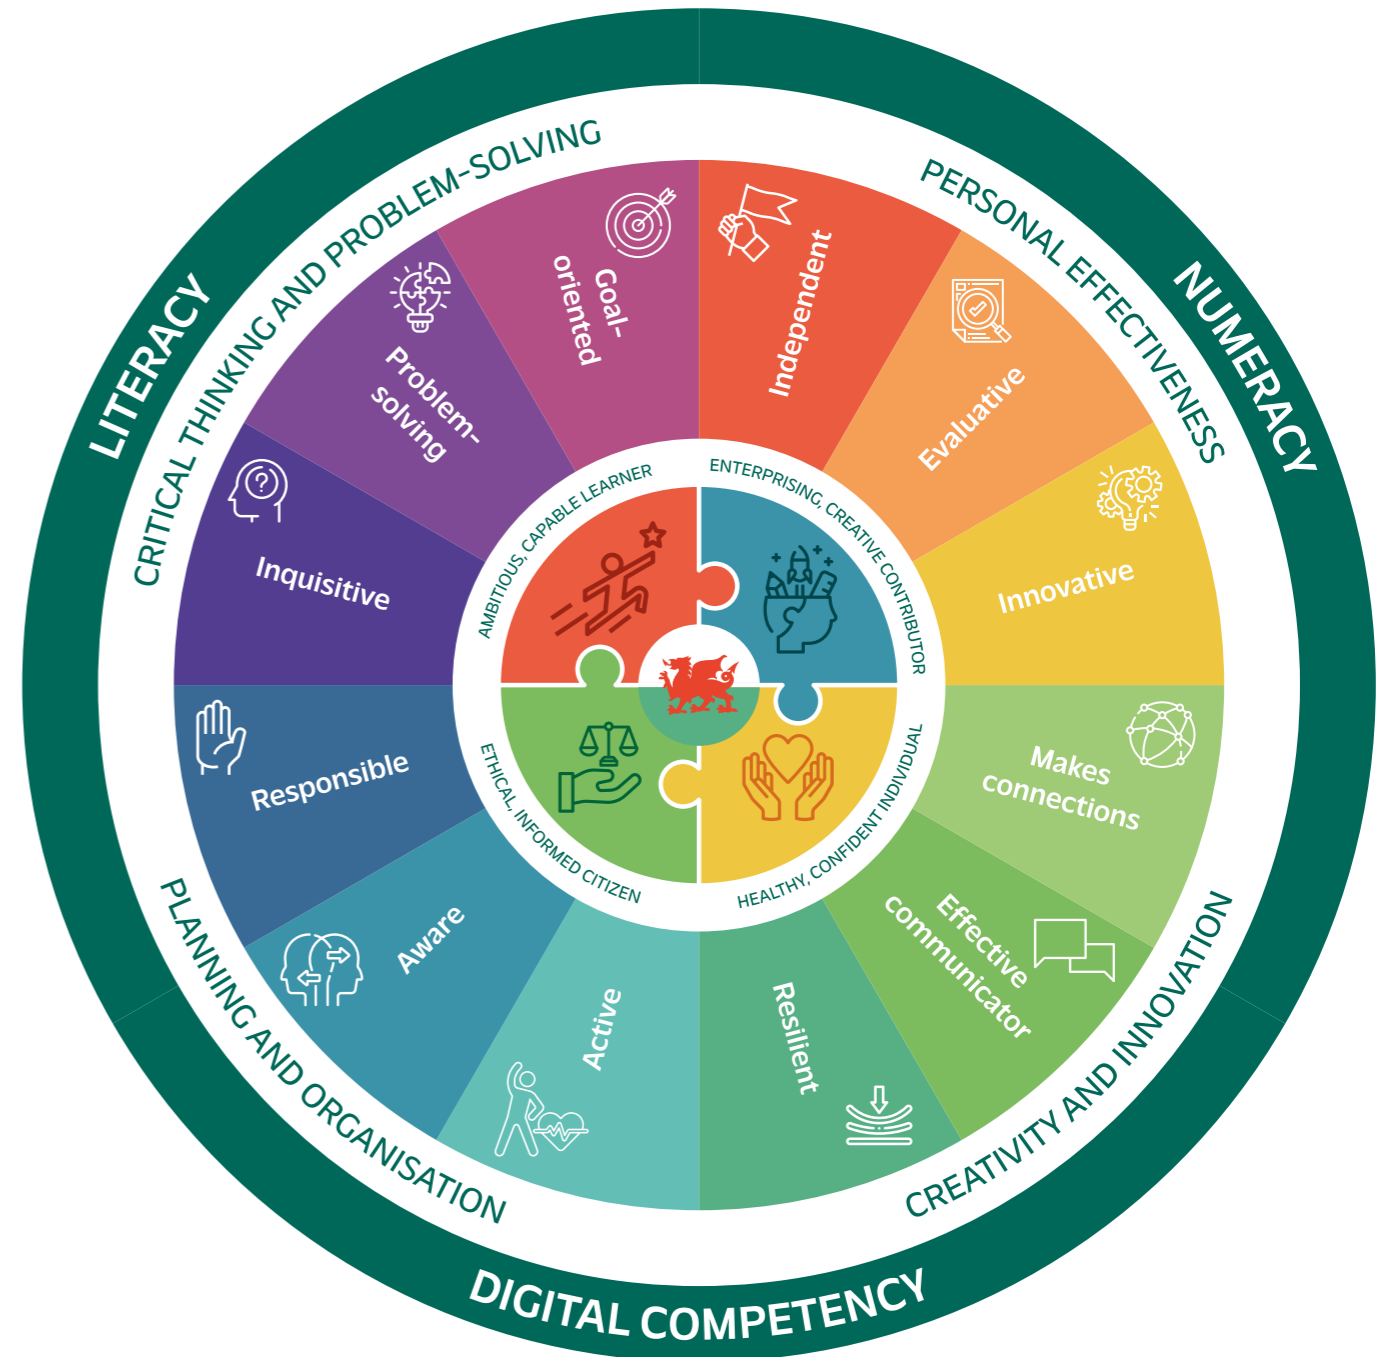 LITERACY
NUMERACY
DIGITAL COMPETENCY
CRITICAL THINKING AND PROBLEM-SOLVING
PERSONAL EFFECTIVENESS
CREATIVITY AND INNOVATION
PLANNING AND ORGANISATION
Independent
Evaluative
Innovative
Makes
connections
Effective
communicator
Resilient
Active
Aware
Responsible
Inquisitive
Problem-
solving
Goal-
oriented
AMBITIOUS, CAPABLE LEARNER
ENTERPRISING, CREATIVE CONTRIBUTOR
HEALTHY, CONFIDENT INDIVIDUAL
ETHICAL, INFORMED CITIZEN